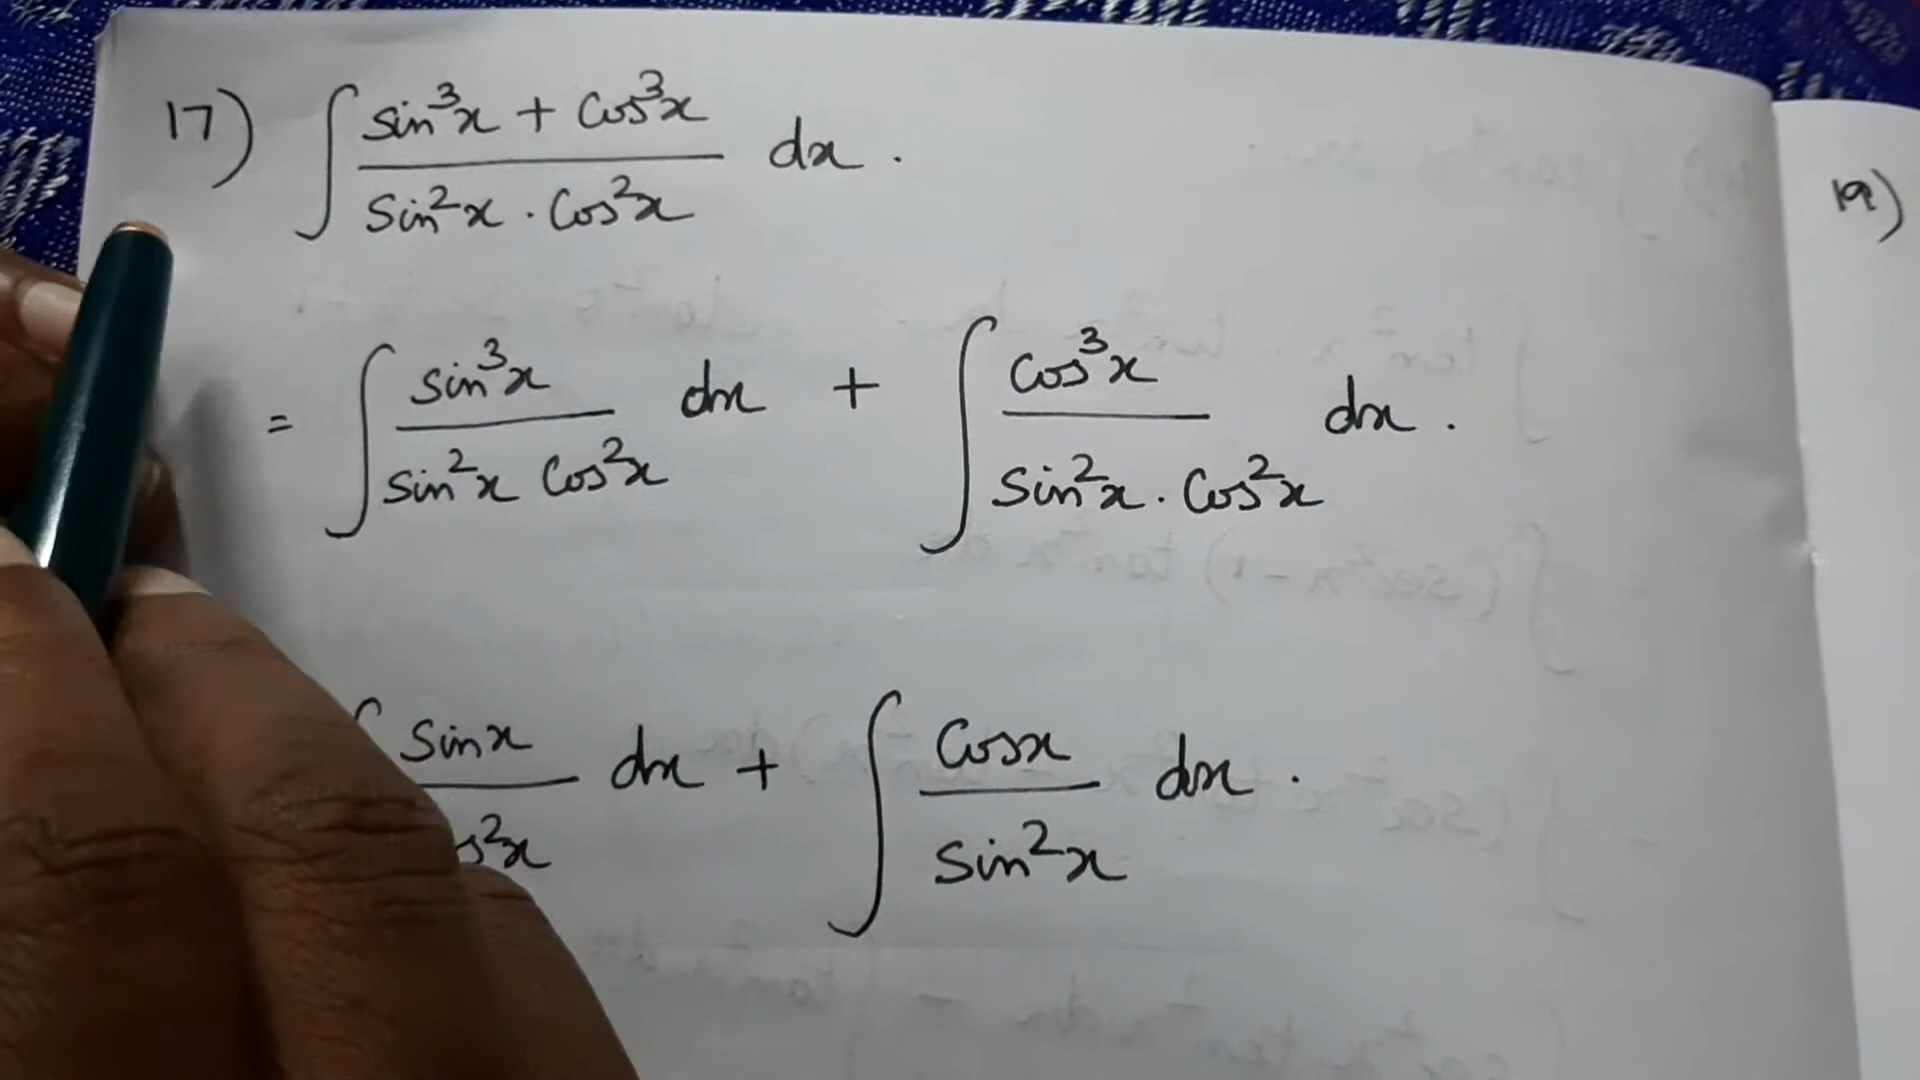 17) ∫ sin³x + cos³x / sin²x · cos²x dx .
= ∫ sin³x / sin²x cos²x dx + ∫ cos³x / sin²x · cos²x dx .
∫ sinx / s²x dx + ∫ cosx / sin²x dx .
19)